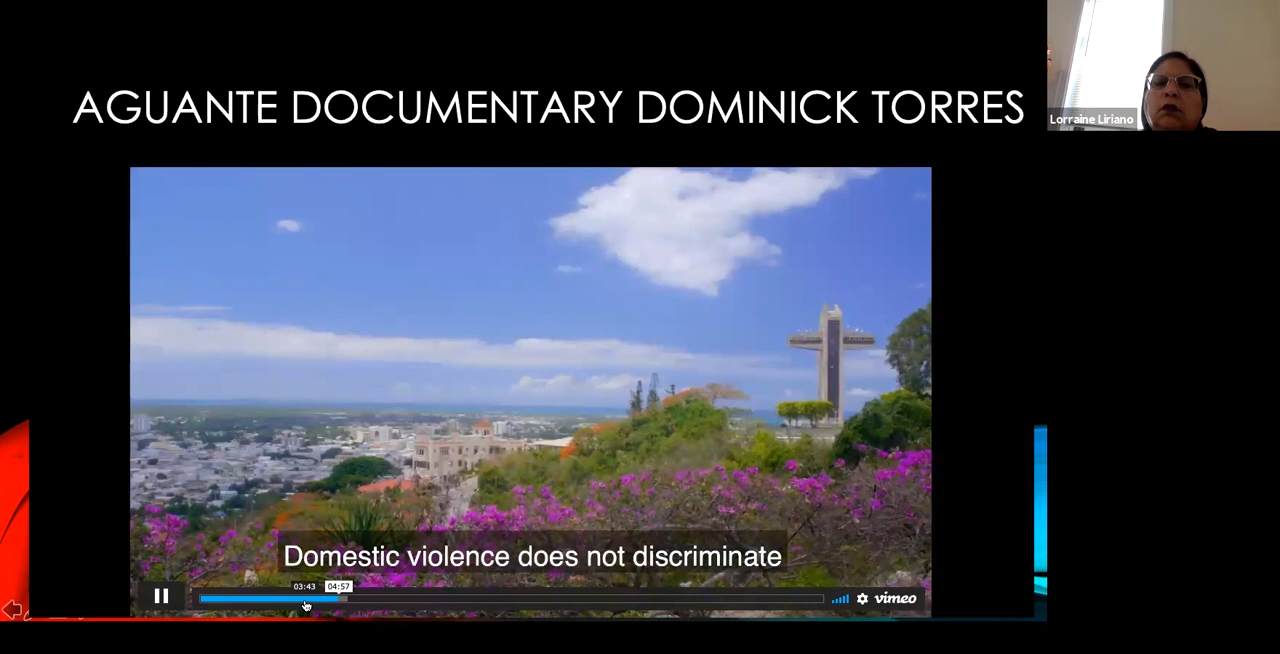 AGUANTE DOCUMENTARY DOMINICK TORRES
Lorraine Liriano
Domestic violence does not discriminate
03:43
04:57
vimeo